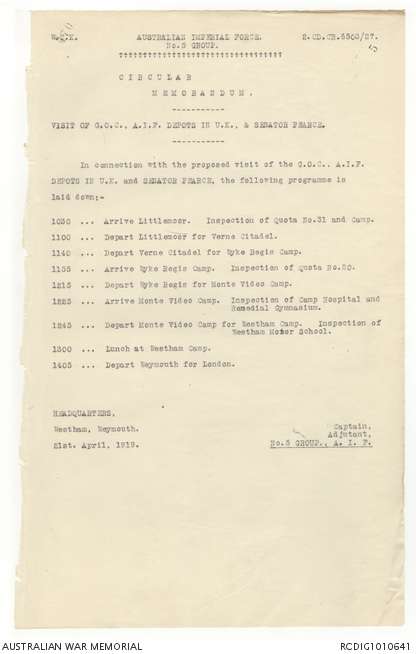 AUSTRALIAN IMPERIAL FORCE. 2.CD.CR.5563/27.
No.5 GROUP.
CIRCULAR
MEMORANDUM.
VISIT OF G.O.C., A.I.F. DEPOTS IN U.K., & SENATOR PEARCE.
In connection with the proposed visit of the G.O.C., A.I.F.
DEPOTS IN U.K. and SENATOR PEARCE, the following programme is
laid down:-
1030 ... Arrive Littlemoor. Inspection of Quota No.31 and Camp.
1100 ... Depart Littlemoor for Verne Citadel.
1140 ... Depart Verne Citadel for Wyke Regis Camp.
1155 ... Arrive Wyke Regis Camp. Inspection of Quota No.30.
1215 ... Depart Wyke Regis for Monte Video Camp.
1225 ... Arrive Monte Video Camp. Inspection of Camp Hospital and
Remedial Gymnasium.
1245 ... Depart Monte Video Camp for Westham Camp. Inspection of
Westham Motor School.
1300 ... Lunch at Westham Camp.
1405 ... Depart Weymouth for London.
HEADQUARTERS,
Westham, Weymouth.
21st. April, 1919.
Captain,
Adjutant,
No.5 GROUP., A. I. F.
AUSTRALIAN WAR MEMORIAL
RCDIG1010641